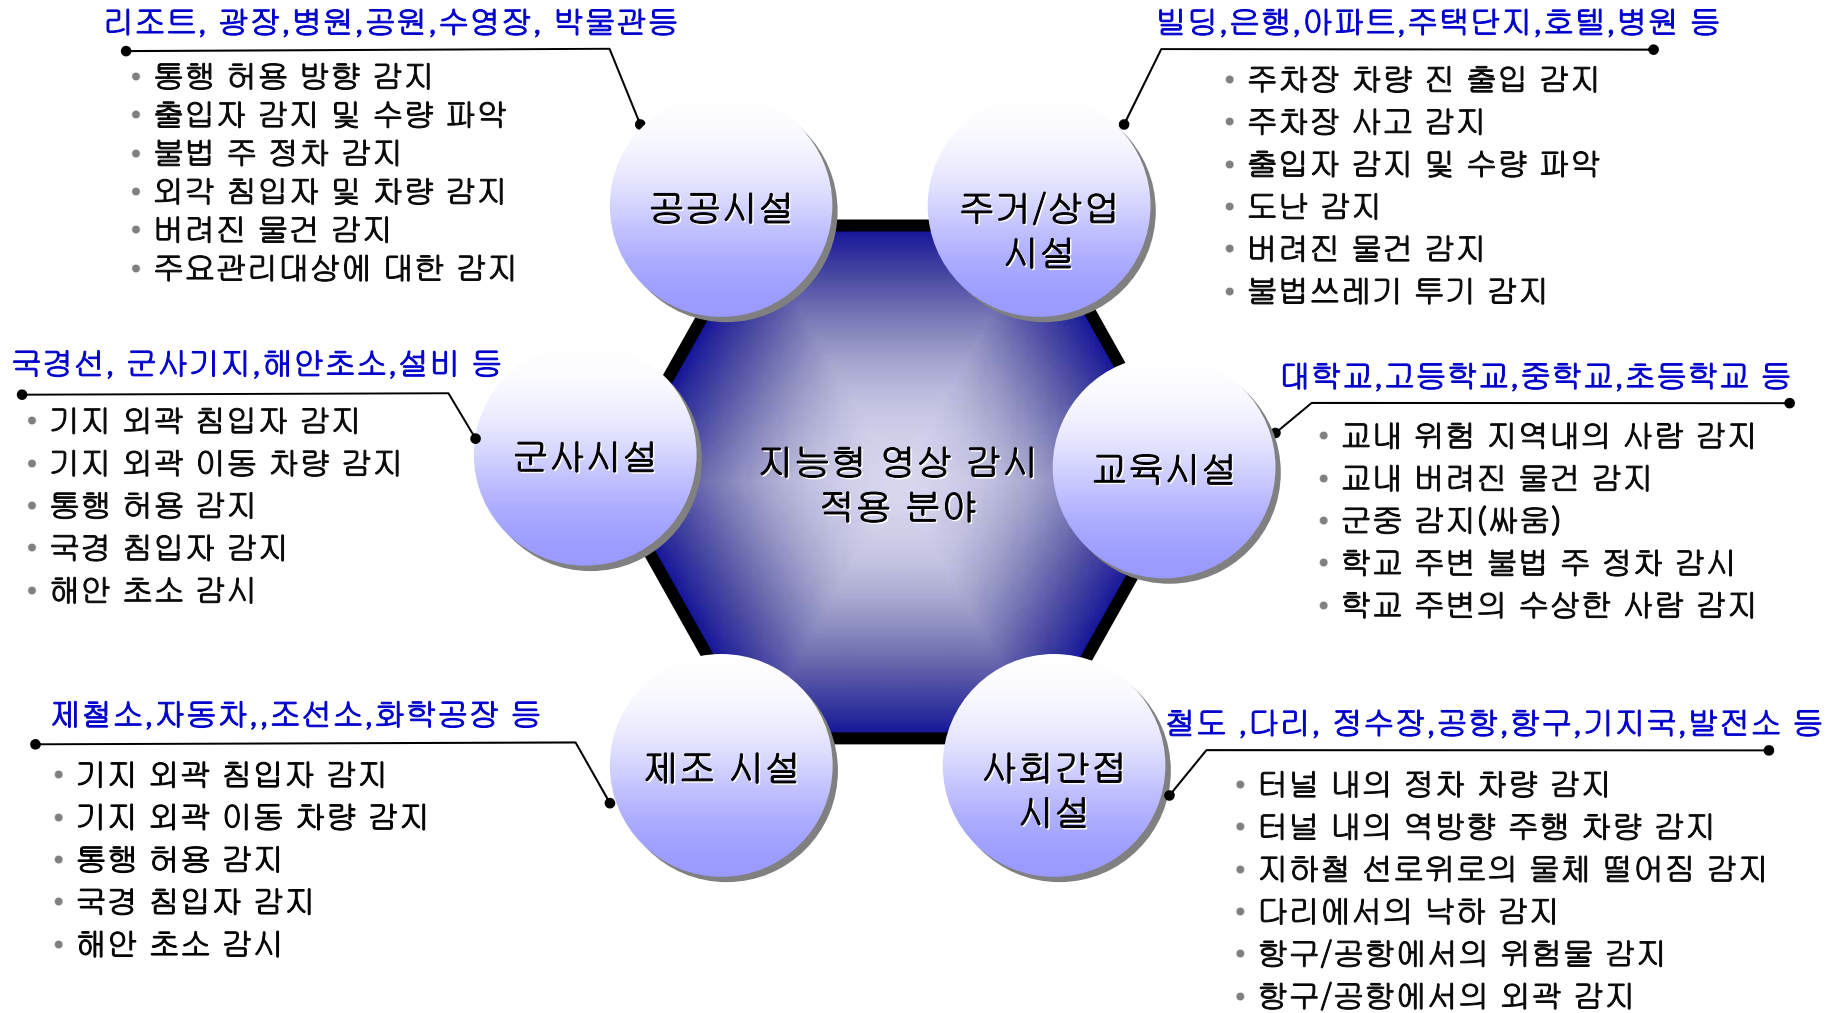 리조트, 광장,병원,공원,수영장, 박물관등
통행 허용 방향 감지
출입자 감지 및 수량 파악
불법 주 정차 감지
외각 침입자 및 차량 감지
버려진 물건 감지
주요관리대상에 대한 감지
공공시설
빌딩,은행,아파트,주택단지,호텔,병원 등
주차장 차량 진 출입 감지
주차장 사고 감지
출입자 감지 및 수량 파악
도난 감지
버려진 물건 감지
불법쓰레기 투기 감지
주거/상업
시설
국경선, 군사기지,해안초소,설비 등
기지 외곽 침입자 감지
기지 외곽 이동 차량 감지
통행 허용 감지
국경 침입자 감지
해안 초소 감시
군사시설
지능형 영상 감시
적용 분야
대학교,고등학교,중학교,초등학교 등
교내 위험 지역내의 사람 감지
교내 버려진 물건 감지
군중 감지(싸움)
학교 주변 불법 주 정차 감시
학교 주변의 수상한 사람 감지
교육시설
제철소,자동차,,조선소,화학공장 등
기지 외곽 침입자 감지
기지 외곽 이동 차량 감지
통행 허용 감지
국경 침입자 감지
해안 초소 감시
제조 시설
철도 ,다리, 정수장,공항,항구,기지국,발전소 등
터널 내의 정차 차량 감지
터널 내의 역방향 주행 차량 감지
지하철 선로위로의 물체 떨어짐 감지
다리에서의 낙하 감지
항구/공항에서의 위험물 감지
항구/공항에서의 외곽 감지
사회간접
시설